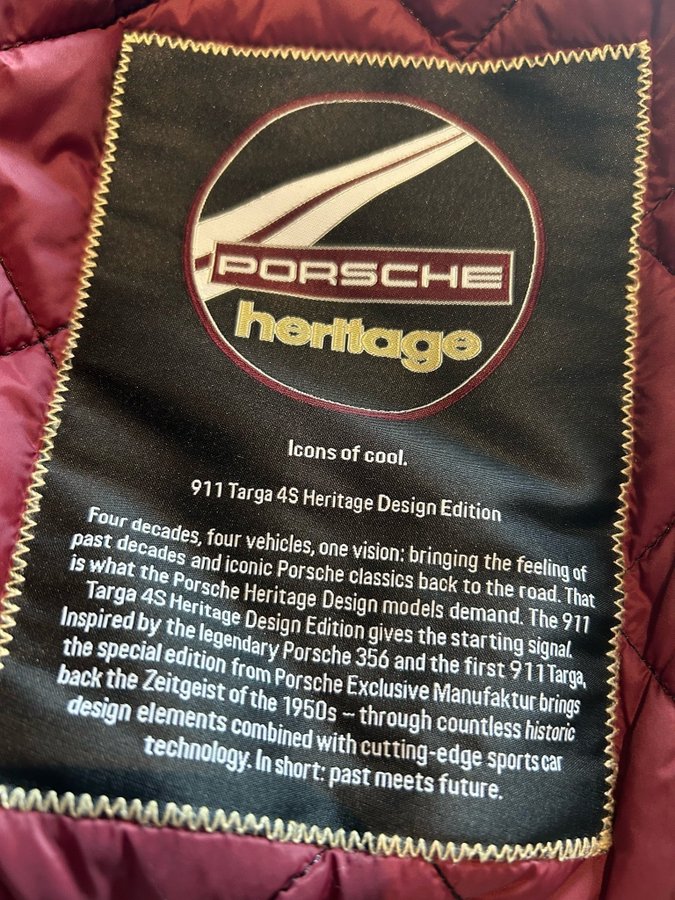 PORSCHE
heritage
Icons of cool.
911 Targa 4S Heritage Design Edition
Four decades, four vehicles, one vision: bringing the feeling of
past decades and iconic Porsche classics back to the road. That
is what the Porsche Heritage Design models demand. The 911
Targa 4S Heritage Design Edition gives the starting signal.
Inspired by the legendary Porsche 356 and the first 911 Targa,
the special edition from Porsche Exclusive Manufaktur brings
back the Zeitgeist of the 1950s – through countless historic
design elements combined with cutting-edge sports car
technology. In short: past meets future.